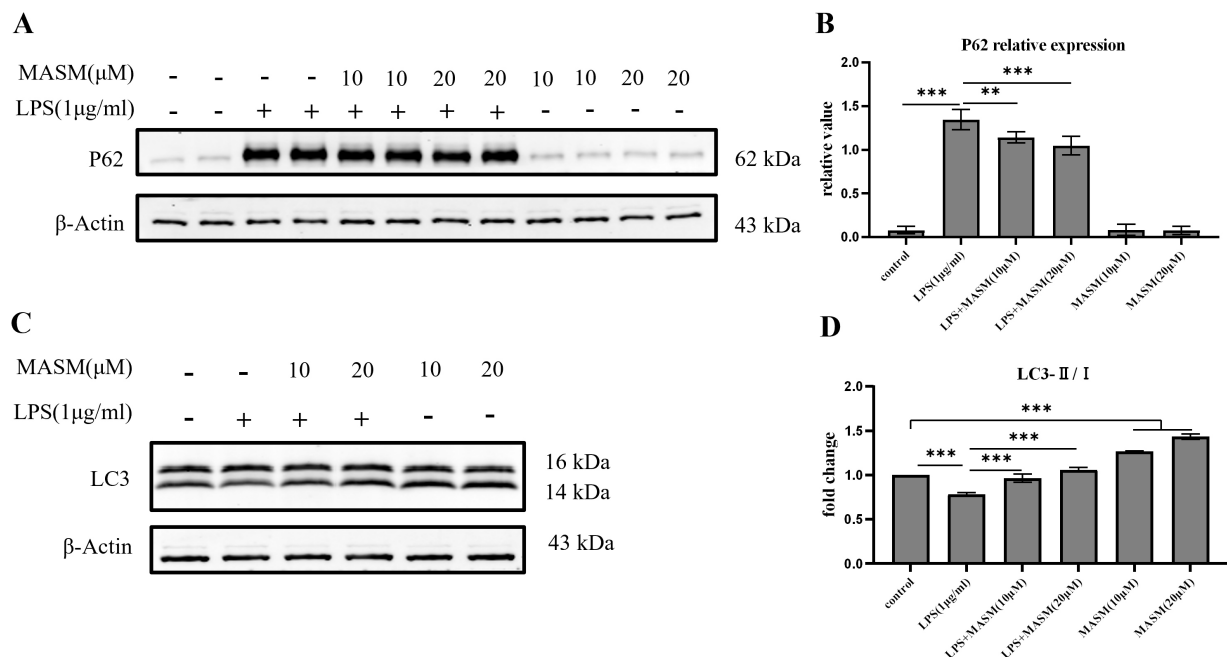 A
MASM(μM) - - - - 10 10 20 20 10 10 20 20
LPS(1μg/ml) - - + + + + + + - - - -
P62 62 kDa
β-Actin 43 kDa
B
P62 relative expression
relative value
2.0
1.5
1.0
0.5
0.0
*** ** ***
control
LPS(1μg/ml)
LPS+MASM(10μM)
LPS+MASM(20μM)
MASM(10μM)
MASM(20μM)
C
MASM(μM) - - 10 20 10 20
LPS(1μg/ml) - + + + - -
LC3
16 kDa
14 kDa
β-Actin 43 kDa
D
LC3-Ⅱ/Ⅰ
fold change
2.0
1.5
1.0
0.5
0.0
***
***
***
***
control
LPS(1μg/ml)
LPS+MASM(10μM)
LPS+MASM(20μM)
MASM(10μM)
MASM(20μM)